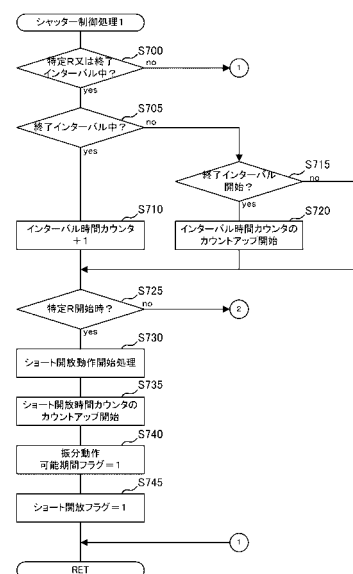 シャッター制御処理1
S700
特定R又は終了
インターバル中?
no
1
yes
S705
終了インターバル中?
no
yes
S715
終了インターバル
開始?
no
yes
S710
インターバル時間カウンタ
+1
S720
インターバル時間カウンタの
カウントアップ開始
S725
特定R開始時?
no
2
yes
S730
ショート開放動作開始処理
S735
ショート開放時間カウンタの
カウントアップ開始
S740
振分動作
可能期間フラグ=1
S745
ショート開放フラグ=1
1
RET